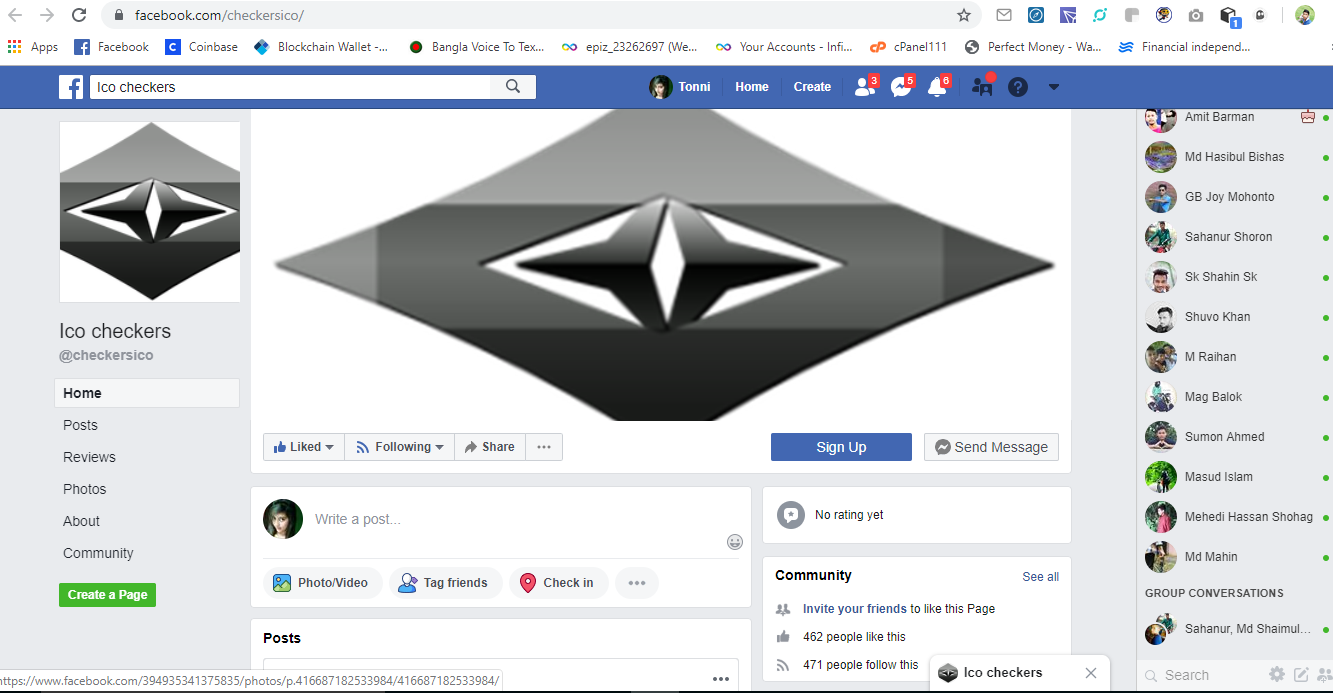 facebook.com/checkersico/
1
Apps Facebook Coinbase Blockchain Wallet -... Bangla Voice To Tex... epiz_23262697 (We... Your Accounts - Infi... cPanel111 Perfect Money - Wa... Financial independ...
Ico checkers
Tonni Home Create 3 5 6
Ico checkers
@checkersico
Home
Posts
Reviews
Photos
About
Community
Create a Page
Liked Following Share
Sign Up Send Message
Write a post...
Photo/Video Tag friends Check in
Posts
No rating yet
Community See all
Invite your friends to like this Page
462 people like this
471 people follow this
Amit Barman
Md Hasibul Bishas
GB Joy Mohonto
Sahanur Shoron
Sk Shahin Sk
Shuvo Khan
M Raihan
Mag Balok
Sumon Ahmed
Masud Islam
Mehedi Hassan Shohag
Md Mahin
GROUP CONVERSATIONS
Sahanur, Md Shaimul...
Search
Ico checkers
https://www.facebook.com/394935341375835/photos/p.416687182533984/416687182533984/